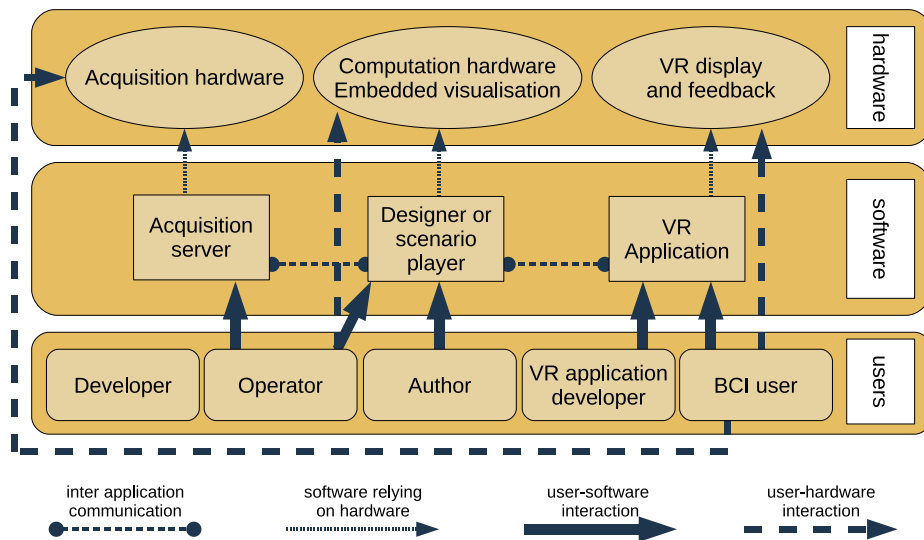 Acquisition hardware
Computation hardware
Embedded visualisation
VR display
and feedback
hardware
Acquisition
server
Designer or
scenario
player
VR
Application
software
Developer
Operator
Author
VR application
developer
BCI user
users
inter application
communication
software relying
on hardware
user-software
interaction
user-hardware
interaction